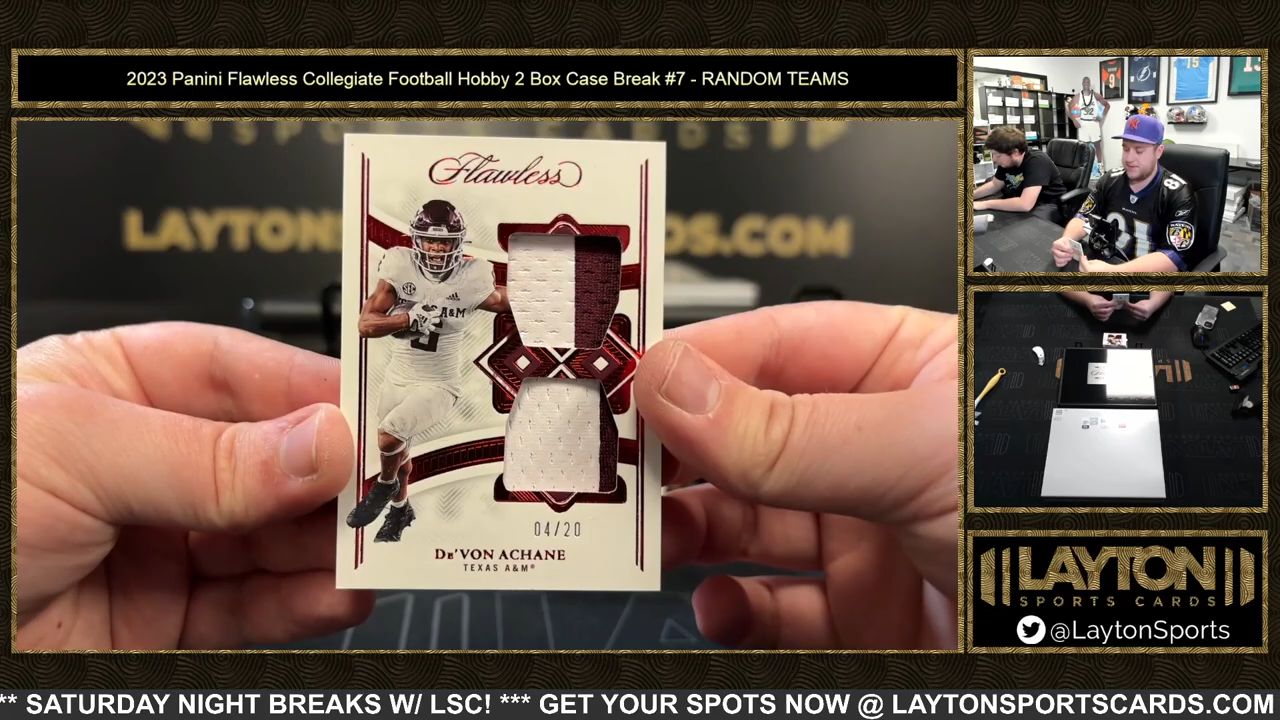 2023 Panini Flawless Collegiate Football Hobby 2 Box Case Break #7 - RANDOM TEAMS
Flawless
SEC
A&M
04/20
DE'VON ACHANE
TEXAS A&M®
LAYTON
SPORTS CARDS
@LaytonSports
** SATURDAY NIGHT BREAKS W/ LSC! *** GET YOUR SPOTS NOW @ LAYTONSPORTSCARDS.COM